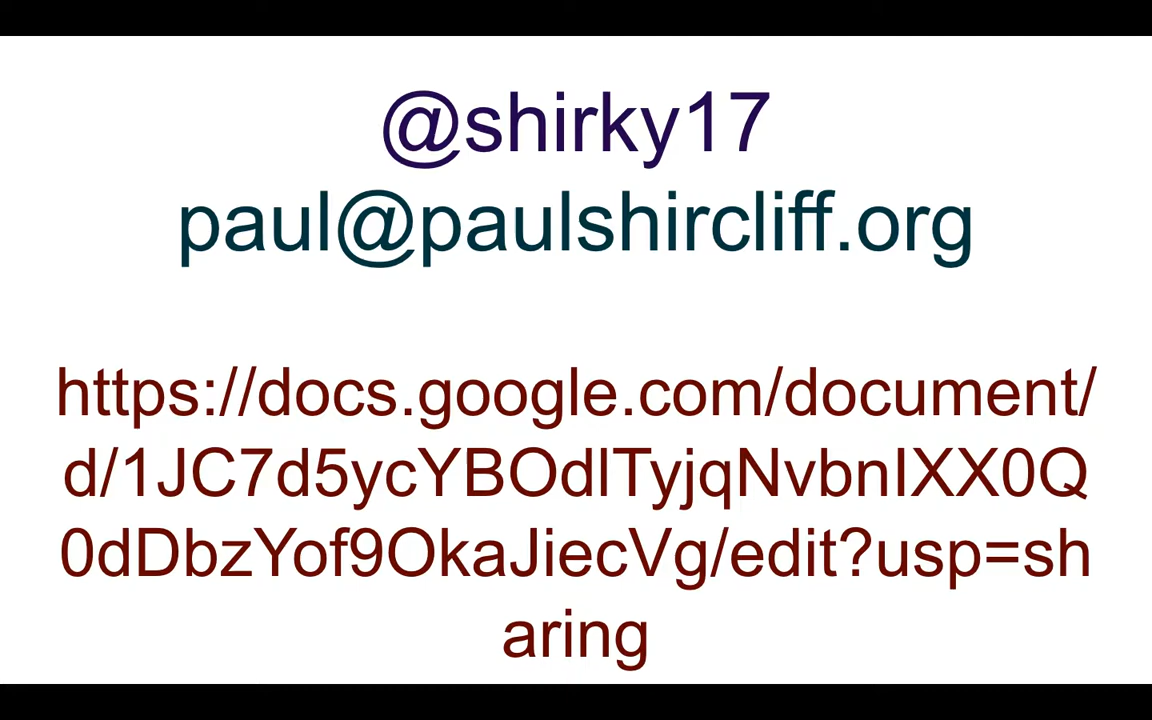 @shirky17
paul@paulshircliff.org
https://docs.google.com/document/
d/1JC7d5ycYBOdlTyjqNvbnIXX0Q
0dDbzYof9OkaJiecVg/edit?usp=sh
aring